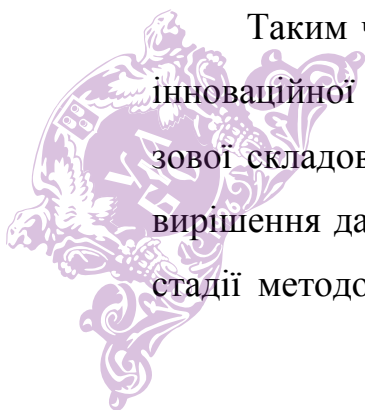 Таким ч
інноваційної
зової складов
вирішення да
стадії методо